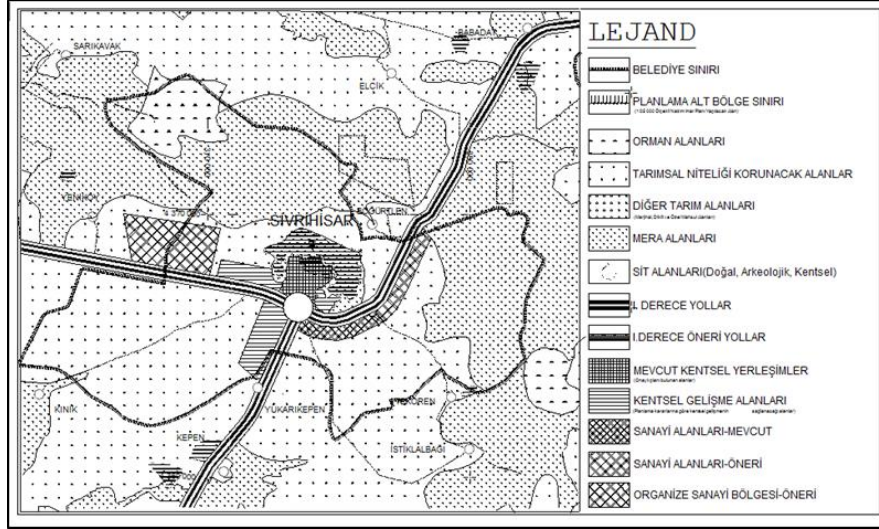 SARIKAVAK
BABADAT
ELCİK
YENİKÖY
SİVRİHİSAR
KINIK
YUKARIKEPEN
KEPEN
İSTİKLALBAĞI
LEJAND
BELEDİYE SINIRI
PLANLAMA ALT BÖLGE SINIRI
ORMAN ALANLARI
TARIMSAL NİTELİĞİ KORUNACAK ALANLAR
DİĞER TARIM ALANLARI
MERA ALANLARI
SİT ALANLARI(Doğal, Arkeolojik, Kentsel)
I. DERECE YOLLAR
I.DERECE ÖNERİ YOLLAR
MEVCUT KENTSEL YERLEŞİMLER
KENTSEL GELİŞME ALANLARI
SANAYİ ALANLARI-MEVCUT
SANAYİ ALANLARI-ÖNERİ
ORGANİZE SANAYİ BÖLGESİ-ÖNERİ